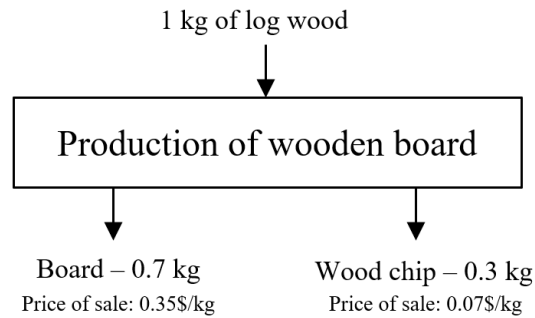 1 kg of log wood
Production of wooden board
Board – 0.7 kg
Price of sale: 0.35$/kg
Wood chip – 0.3 kg
Price of sale: 0.07$/kg